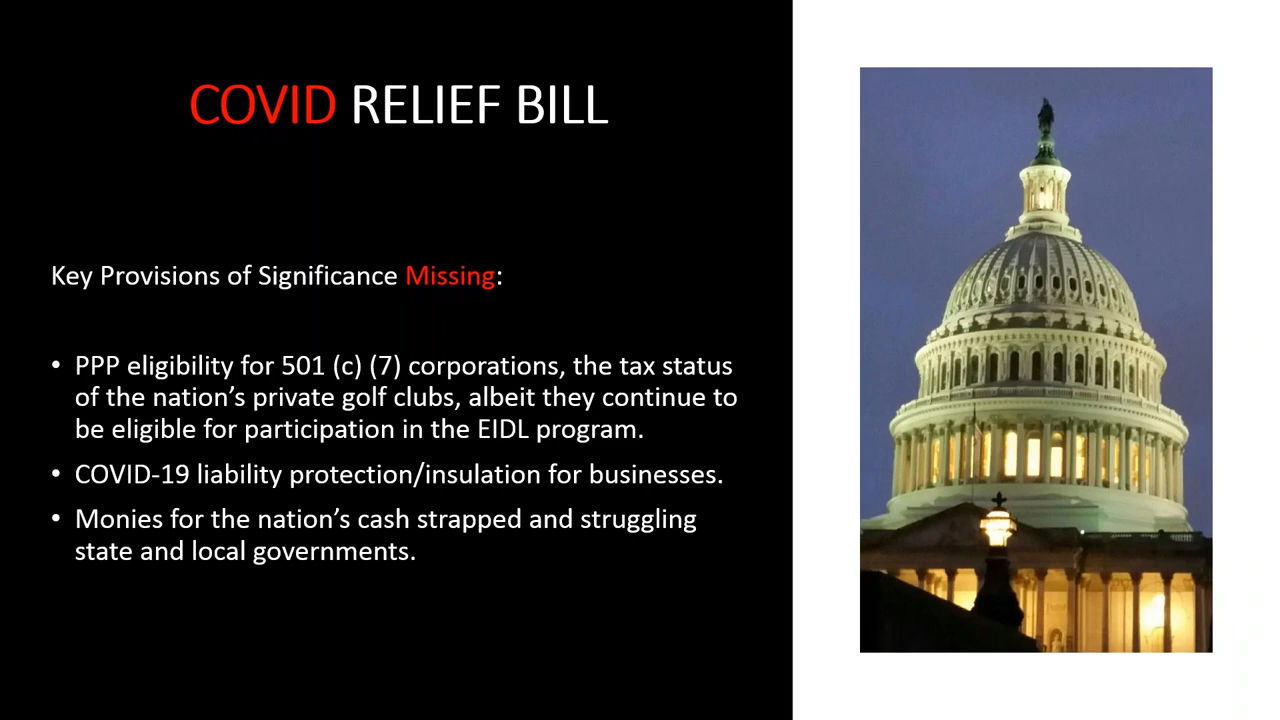 COVID RELIEF BILL
Key Provisions of Significance Missing:
• PPP eligibility for 501 (c) (7) corporations, the tax status
of the nation’s private golf clubs, albeit they continue to
be eligible for participation in the EIDL program.
• COVID-19 liability protection/insulation for businesses.
• Monies for the nation’s cash strapped and struggling
state and local governments.